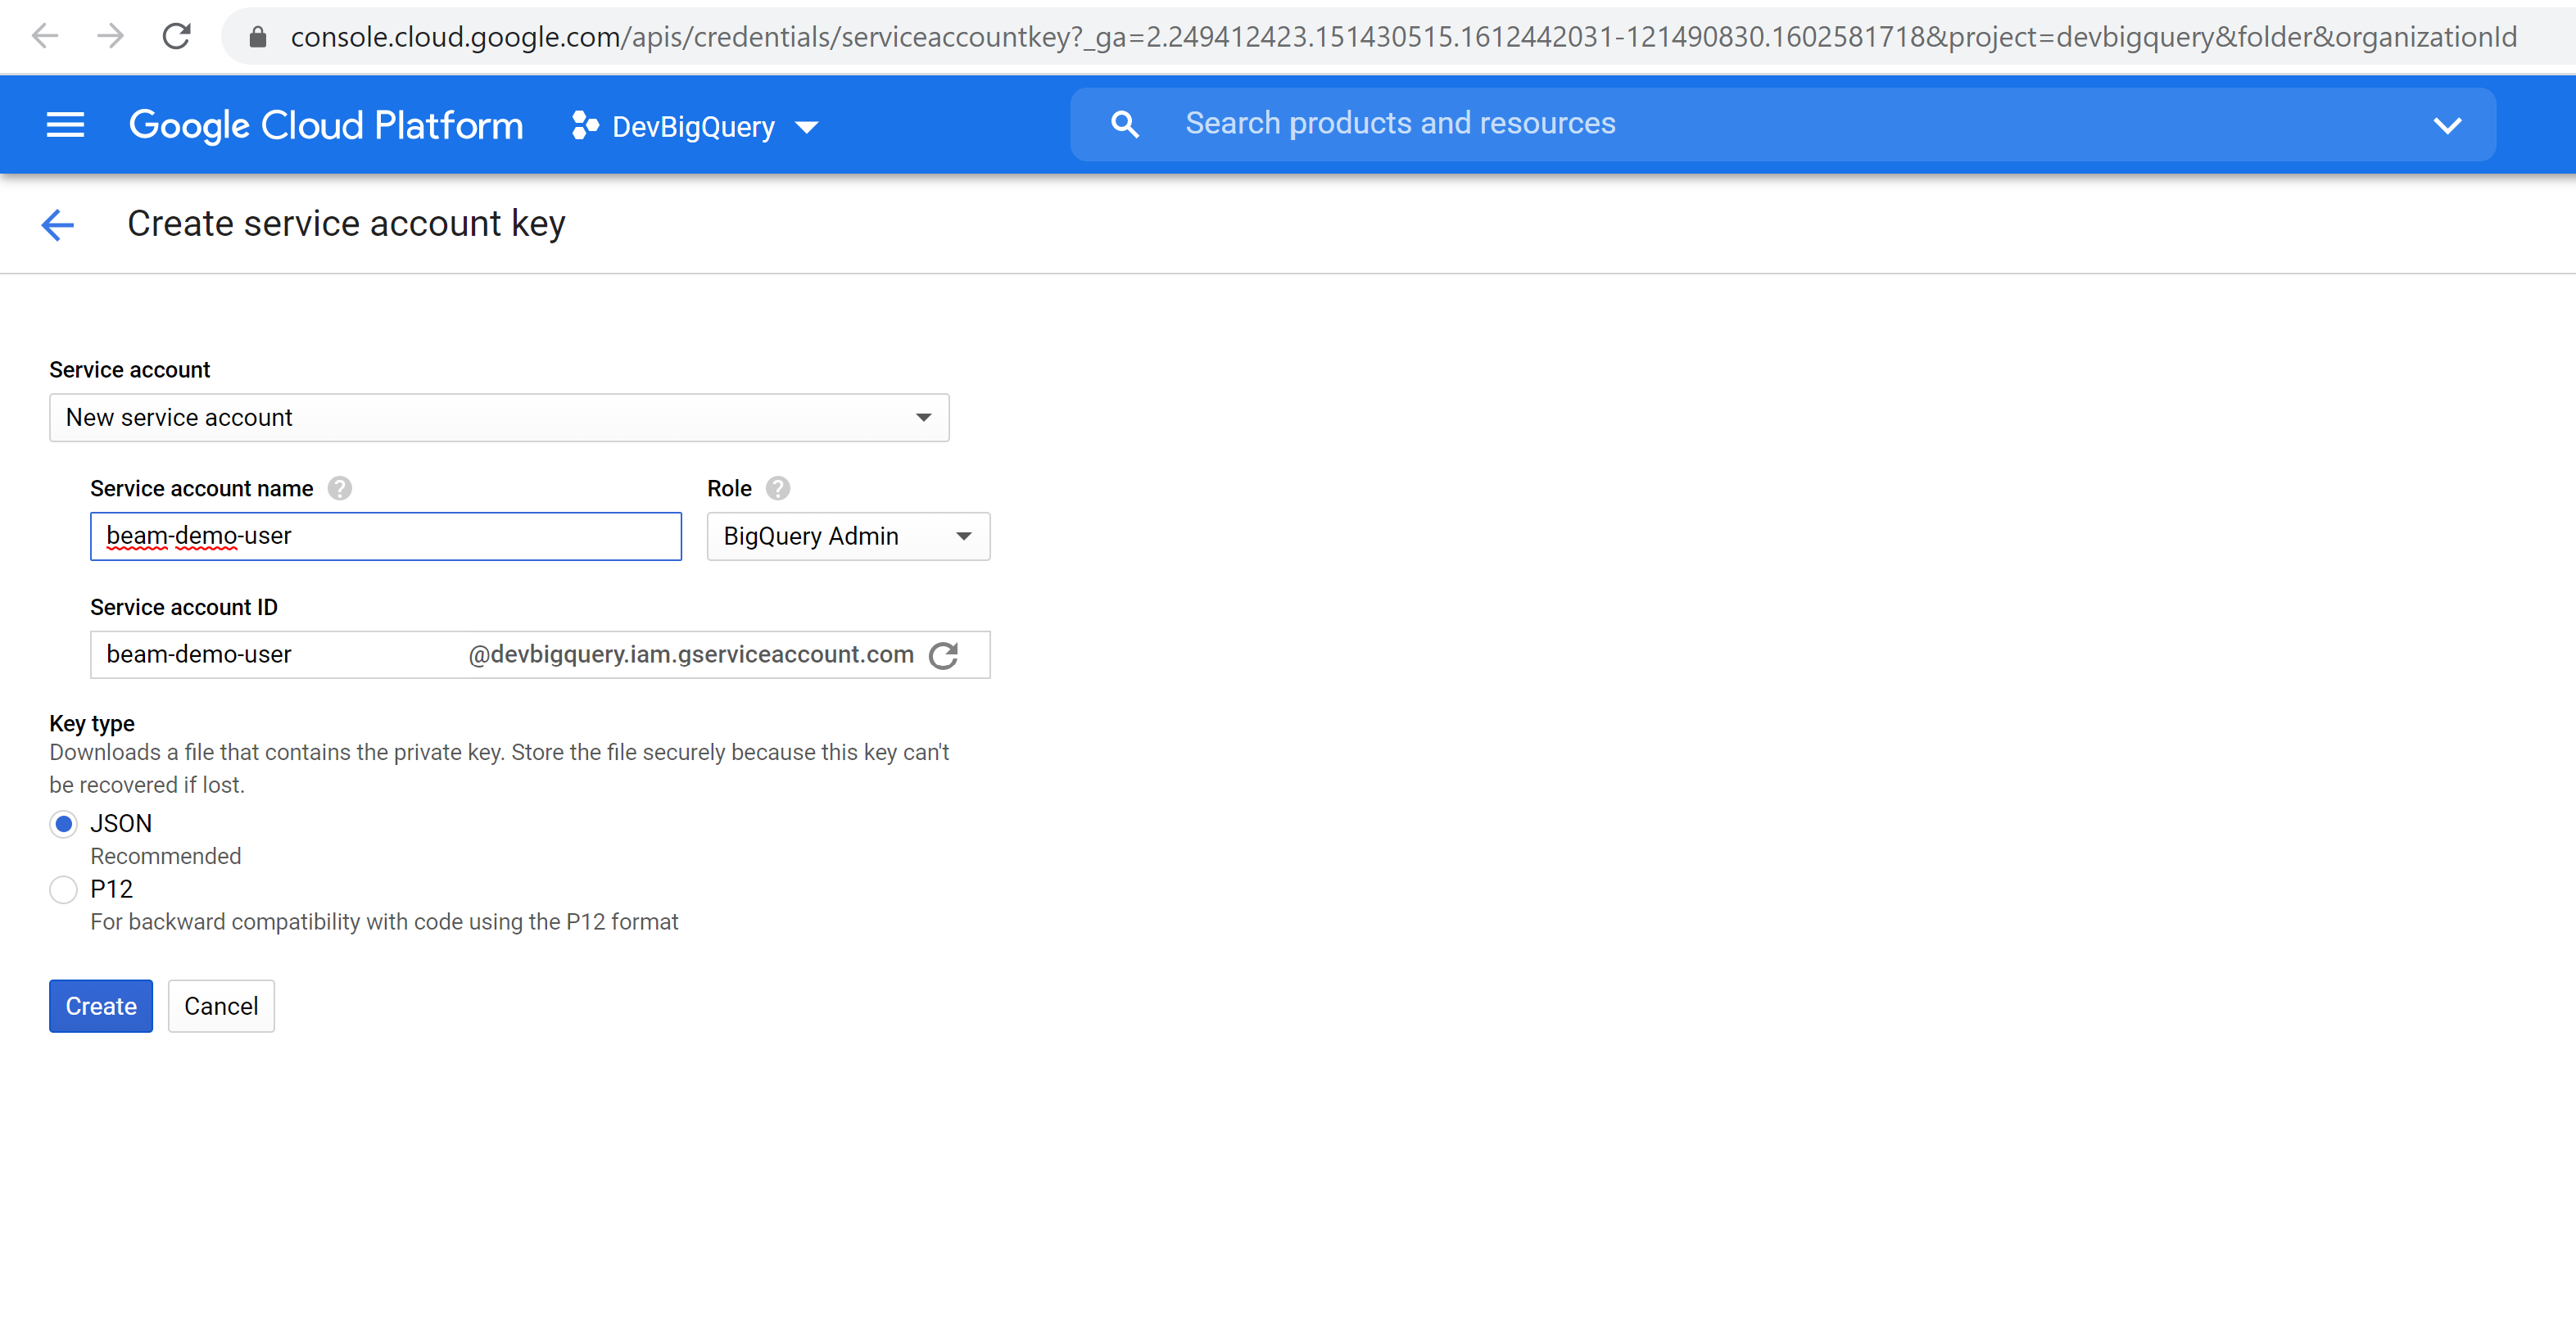 console.cloud.google.com/apis/credentials/serviceaccountkey?_ga=2.249412423.151430515.1612442031-121490830.1602581718&project=devbigquery&folder&organizationId
Google Cloud Platform DevBigQuery Search products and resources
Create service account key
Service account
New service account
Service account name ? Role ?
beam-demo-user BigQuery Admin
Service account ID
beam-demo-user @devbigquery.iam.gserviceaccount.com
Key type
Downloads a file that contains the private key. Store the file securely because this key can't
be recovered if lost.
JSON
Recommended
P12
For backward compatibility with code using the P12 format
Create Cancel